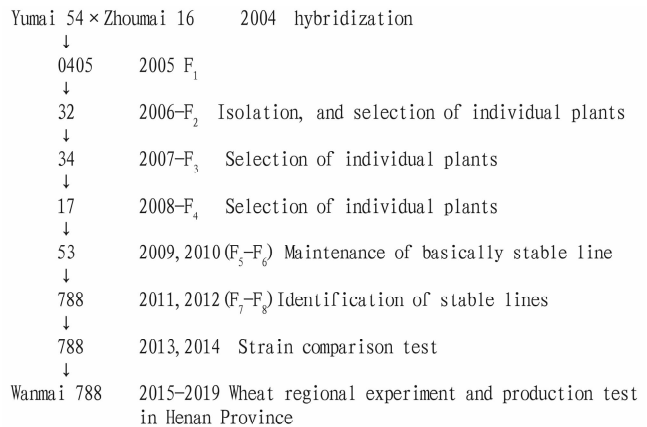 Yumai 54×Zhoumai 16 2004 hybridization
↓
0405 2005 F₁
↓
32 2006-F₂ Isolation, and selection of individual plants
↓
34 2007-F₃ Selection of individual plants
↓
17 2008-F₄ Selection of individual plants
↓
53 2009,2010(F₅-F₆) Maintenance of basically stable line
↓
788 2011,2012(F₇-F₈)Identification of stable lines
↓
788 2013,2014 Strain comparison test
↓
Wanmai 788 2015-2019 Wheat regional experiment and production test
in Henan Province